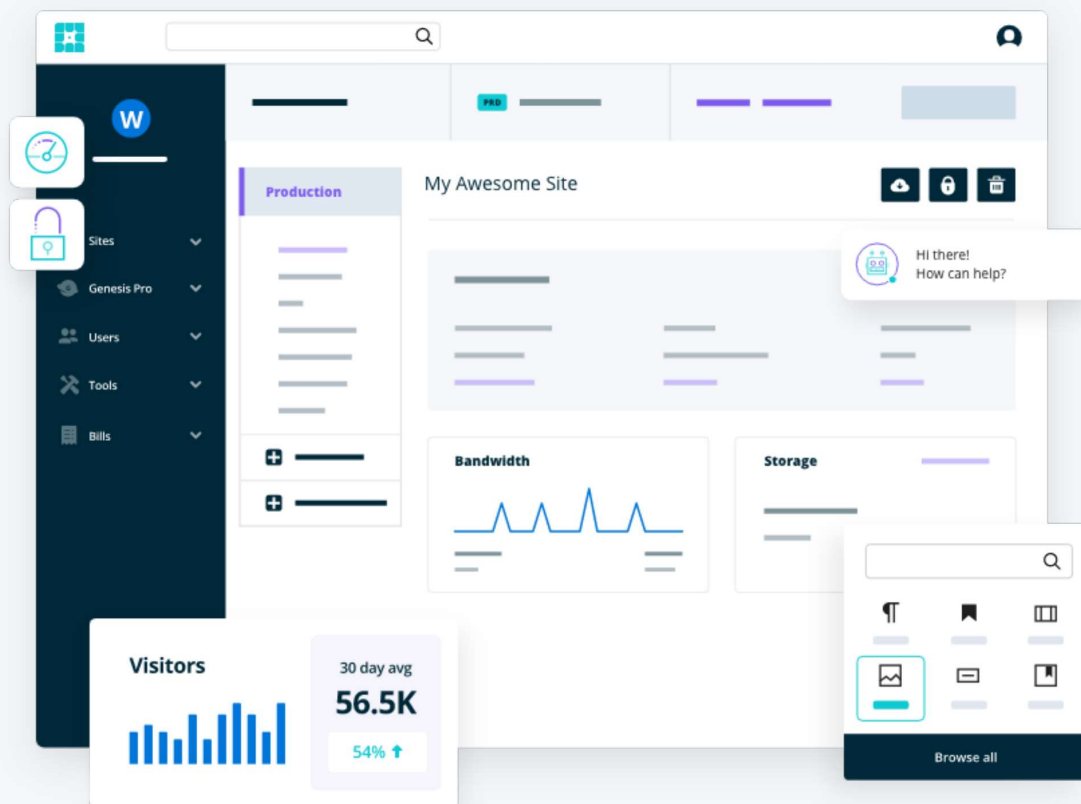 W
PRD
Production
My Awesome Site
Sites
Genesis Pro
Users
Tools
Bills
Hi there!
How can help?
Bandwidth
Storage
Visitors
30 day avg
56.5K
54%
Browse all